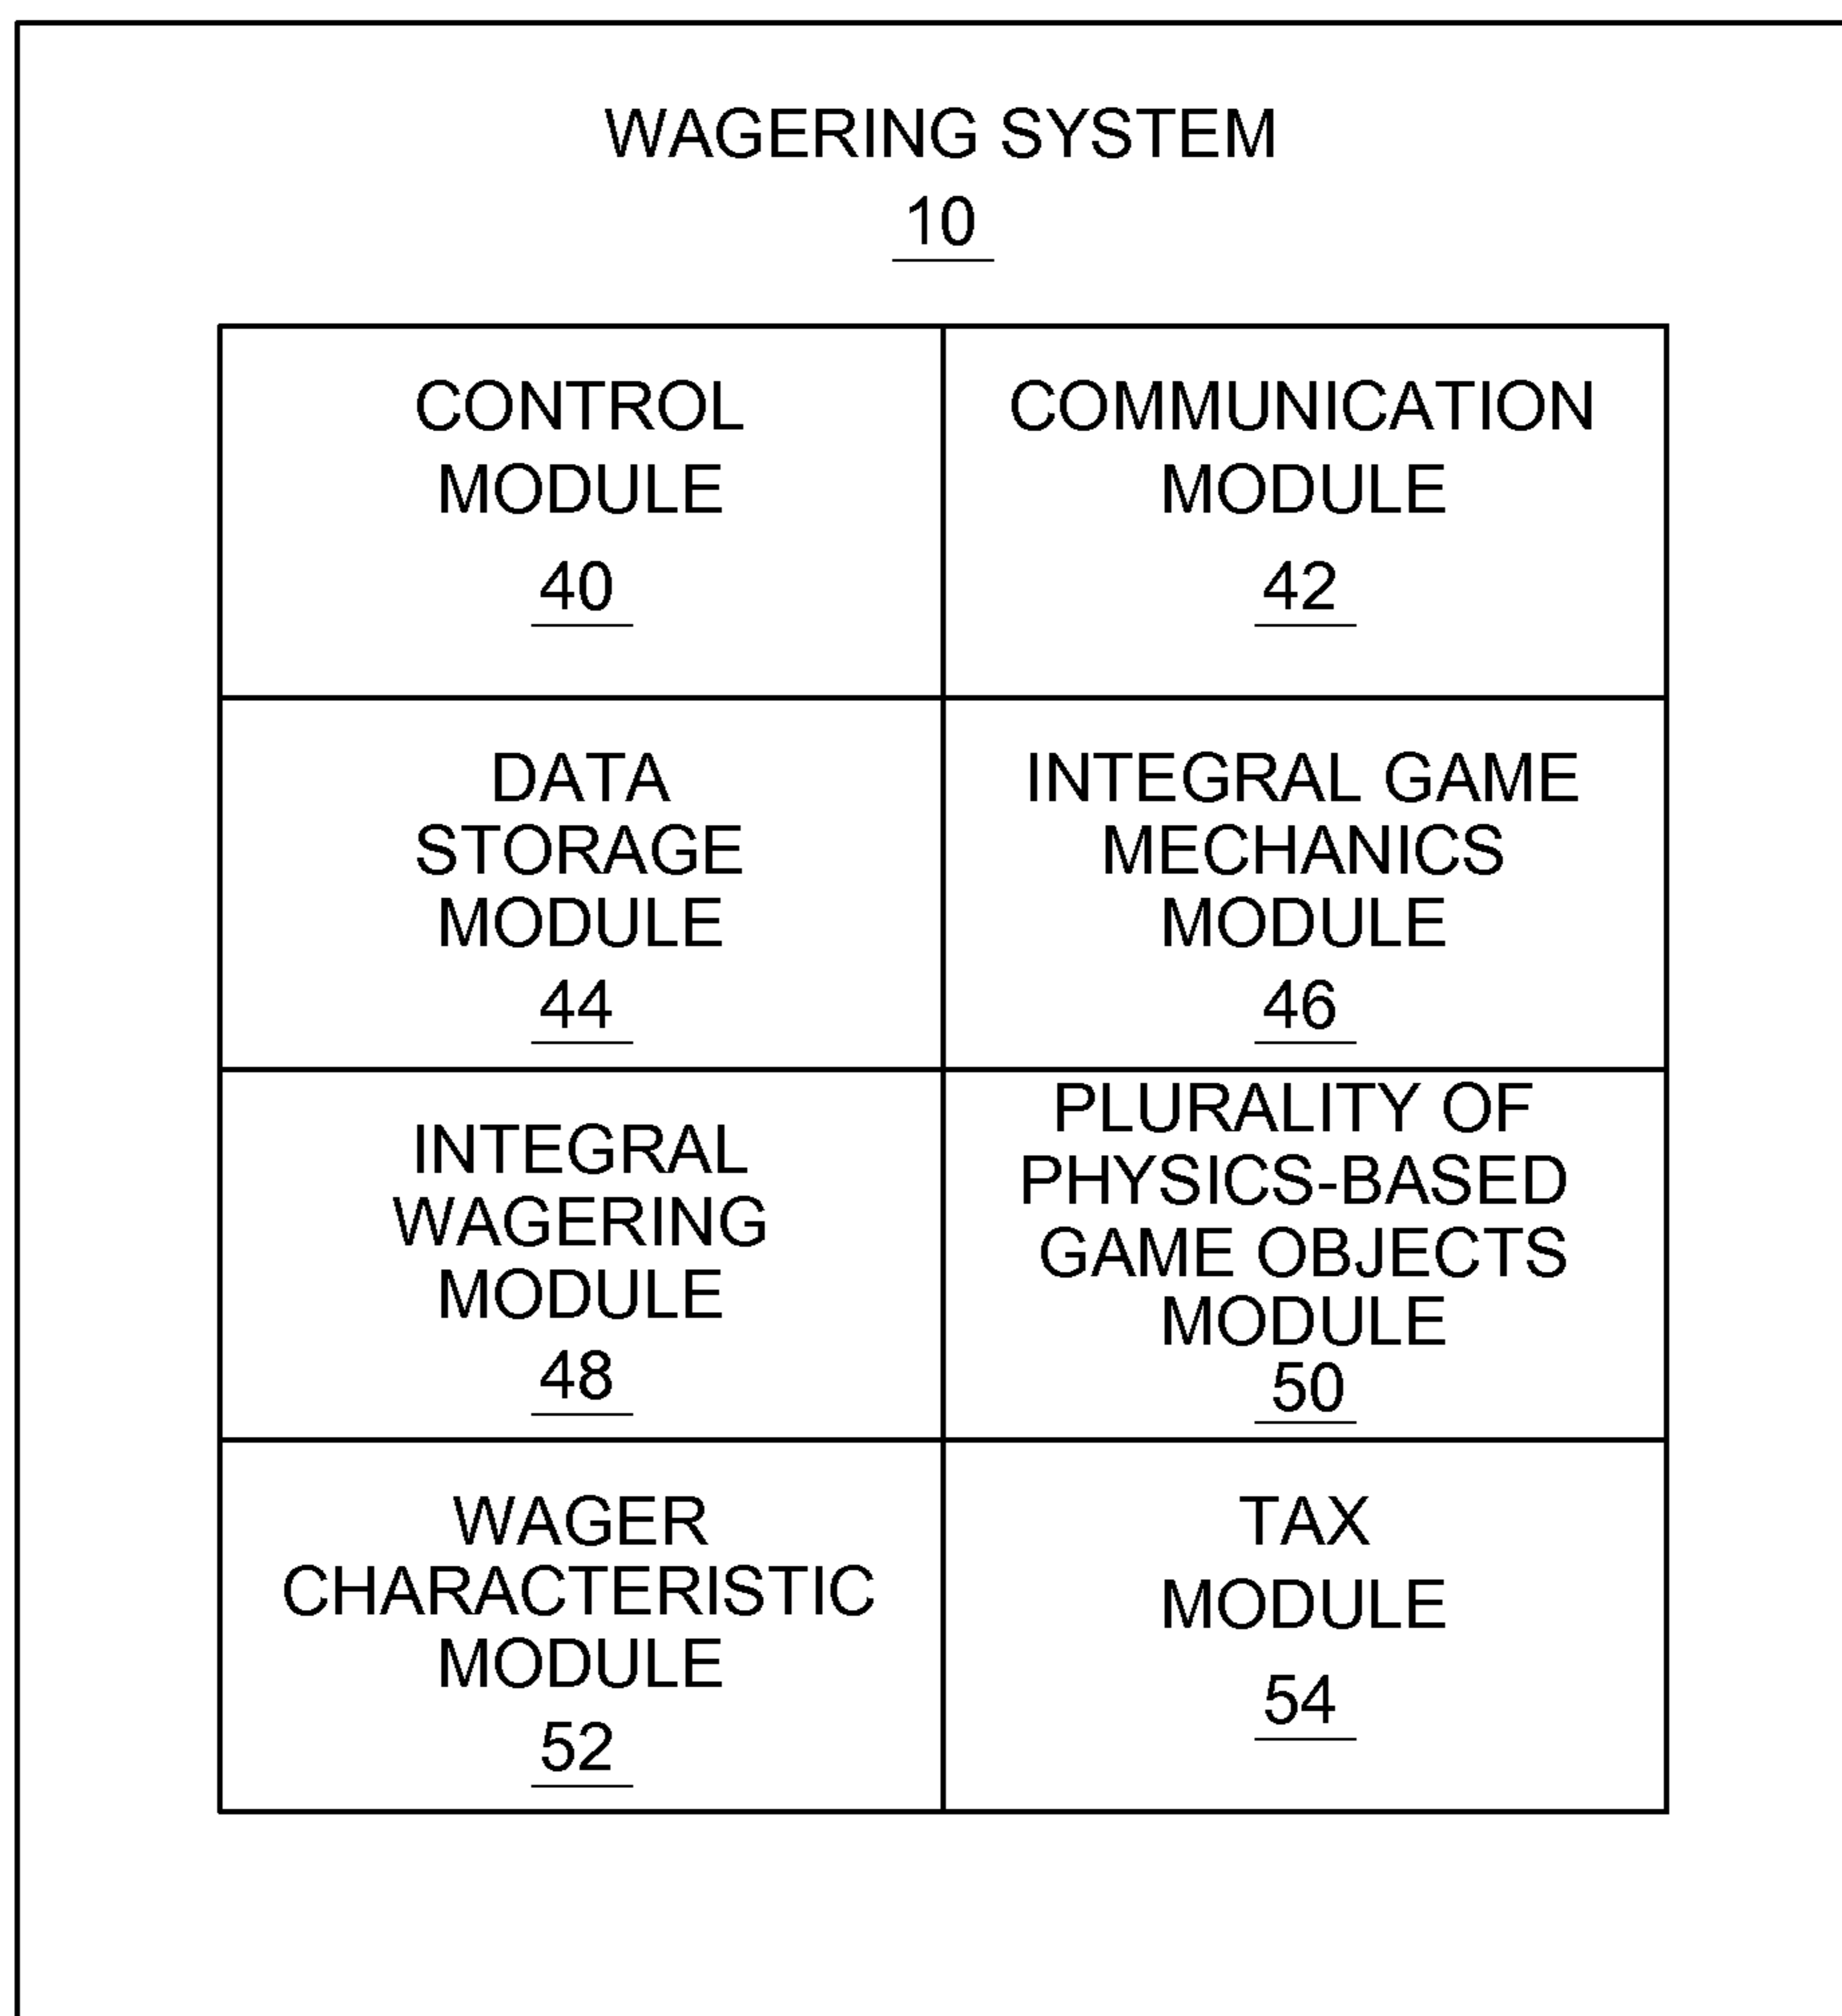 WAGERING SYSTEM
10
CONTROL
MODULE
40
COMMUNICATION
MODULE
42
DATA
STORAGE
MODULE
44
INTEGRAL GAME
MECHANICS
MODULE
46
INTEGRAL
WAGERING
MODULE
48
PLURALITY OF
PHYSICS-BASED
GAME OBJECTS
MODULE
50
WAGER
CHARACTERISTIC
MODULE
52
TAX
MODULE
54